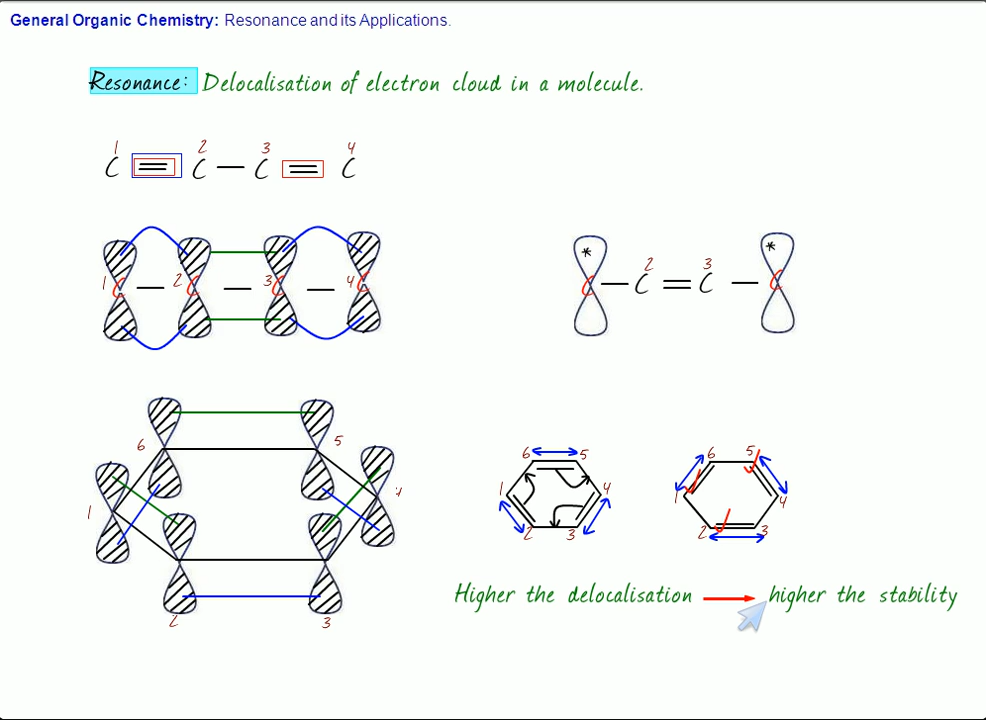 General Organic Chemistry: Resonance and its Applications.
Resonance: Delocalisation of electron cloud in a molecule.
1 2 3 4
C = C — C = C
1 C — 2 C — 3 C — 4 C
* *
C — C = C — C
2 3
6 5
1 4
2 3
6 5
1 4
2 3
6 5
1 4
2 3
Higher the delocalisation → higher the stability